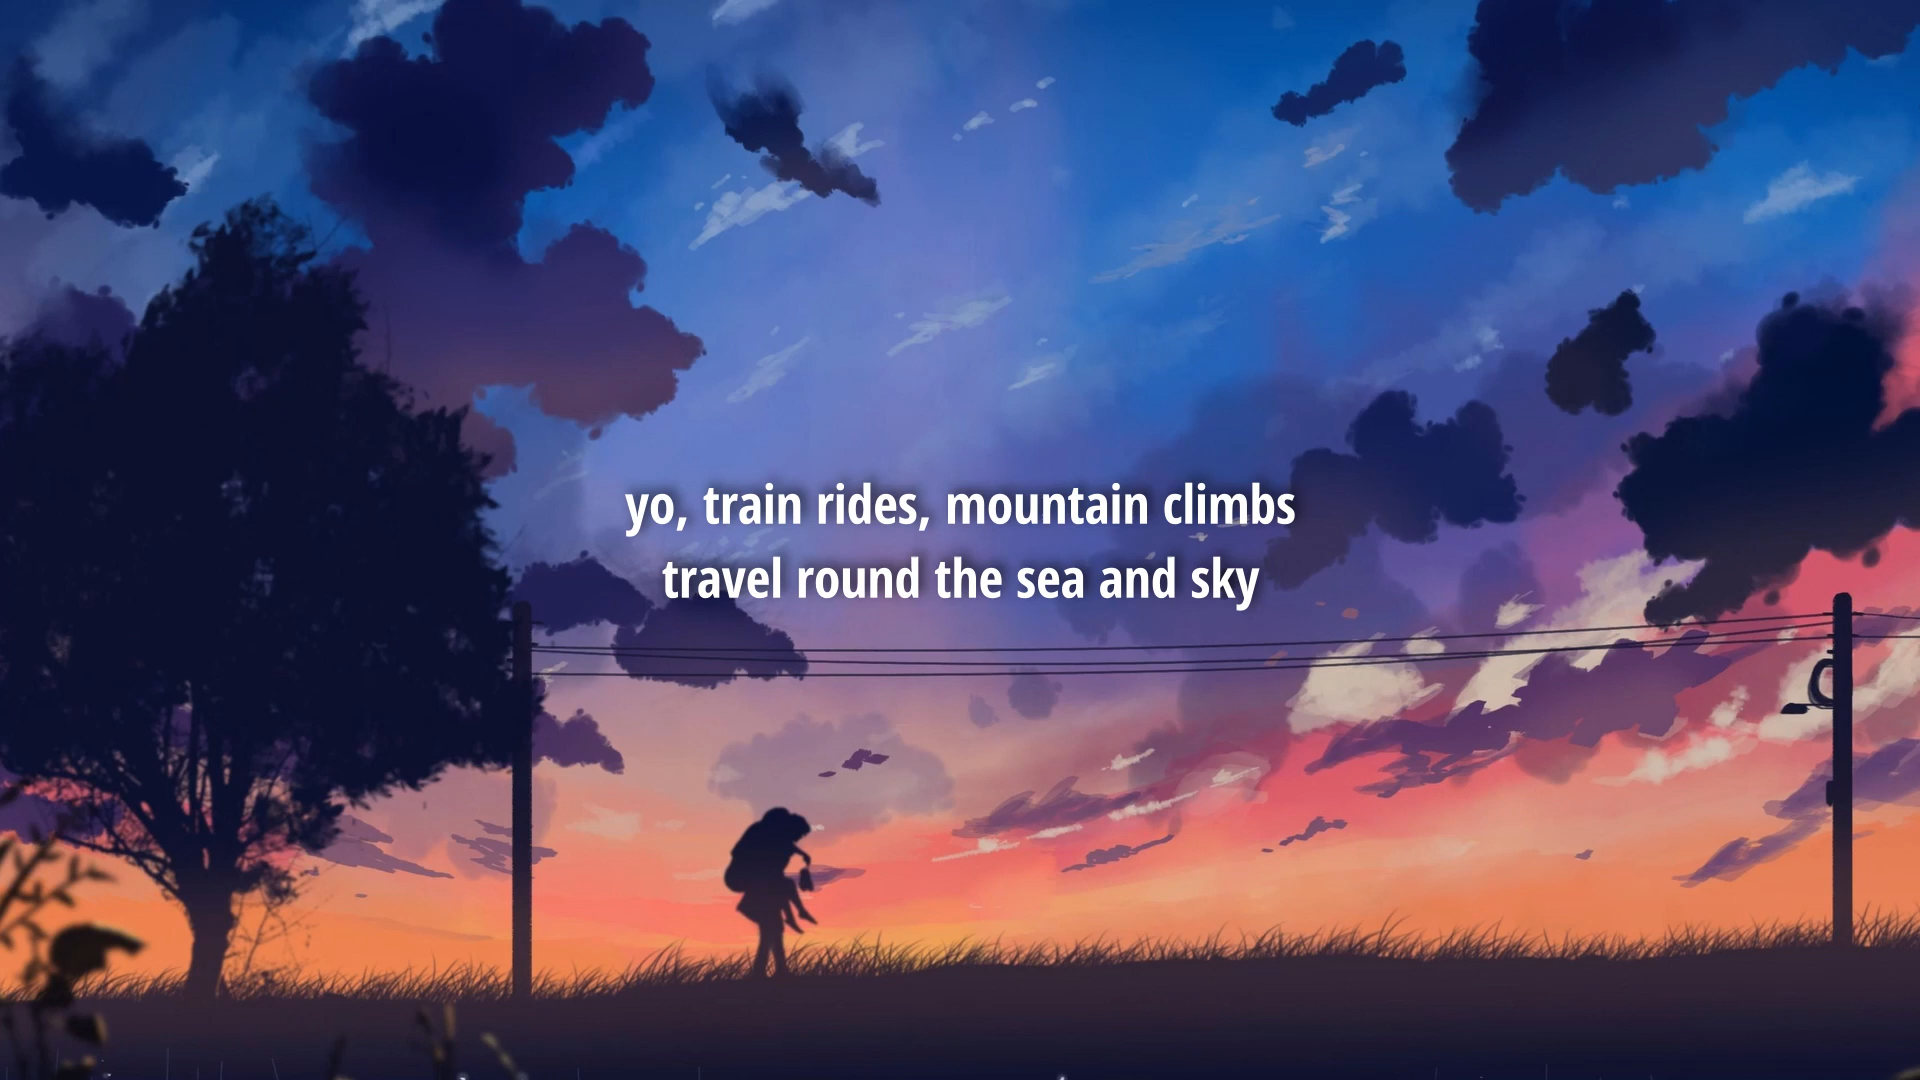 yo, train rides, mountain climbs
travel round the sea and sky